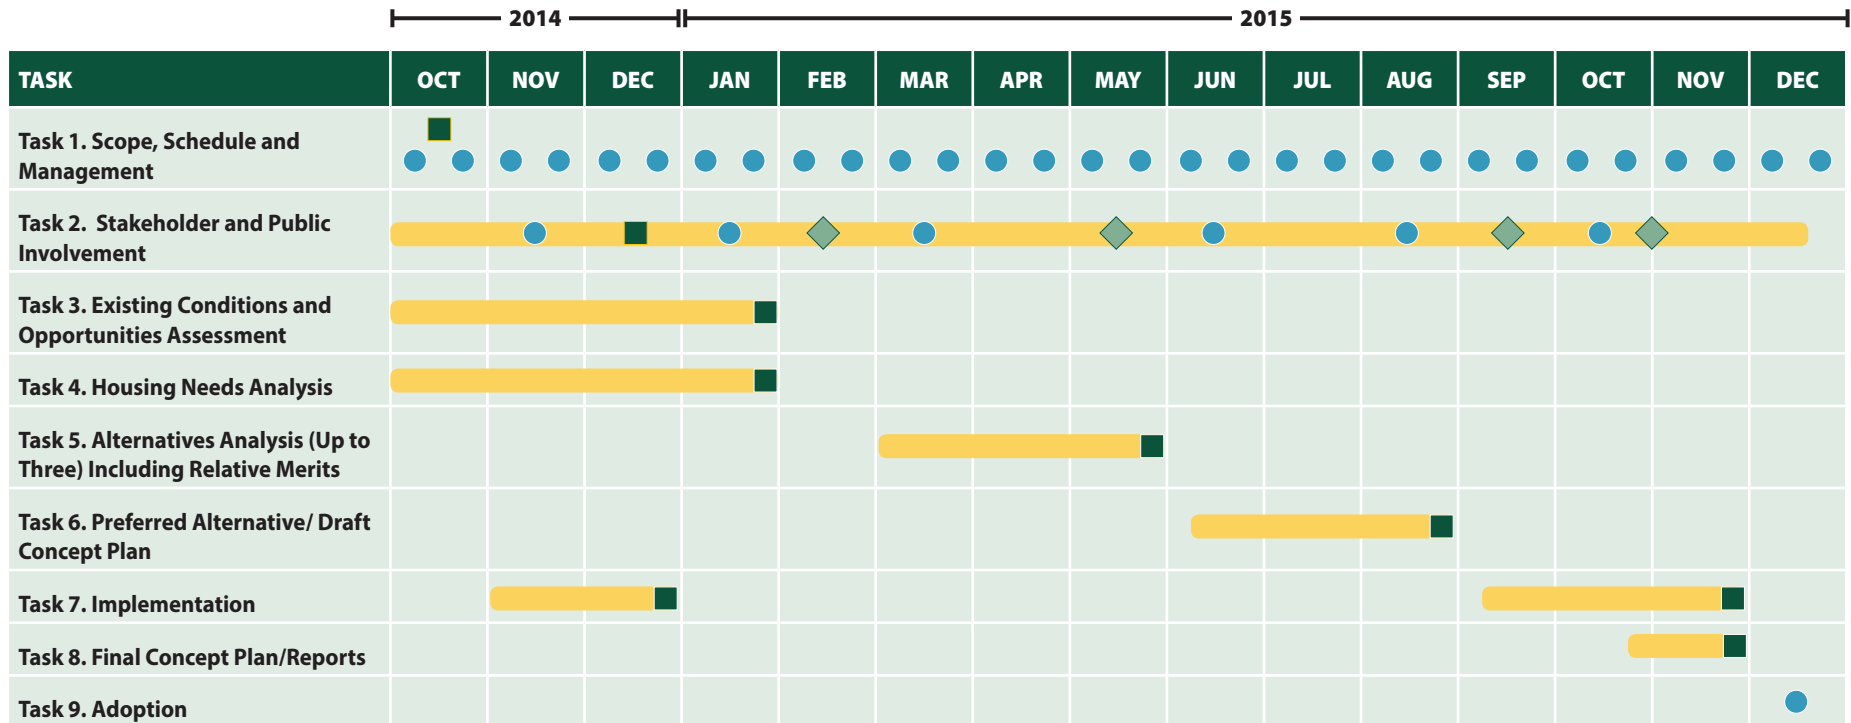 2014 2015
TASK OCT NOV DEC JAN FEB MAR APR MAY JUN JUL AUG SEP OCT NOV DEC
Task 1. Scope, Schedule and
Management
Task 2. Stakeholder and Public
Involvement
Task 3. Existing Conditions and
Opportunities Assessment
Task 4. Housing Needs Analysis
Task 5. Alternatives Analysis (Up to
Three) Including Relative Merits
Task 6. Preferred Alternative/ Draft
Concept Plan
Task 7. Implementation
Task 8. Final Concept Plan/Reports
Task 9. Adoption